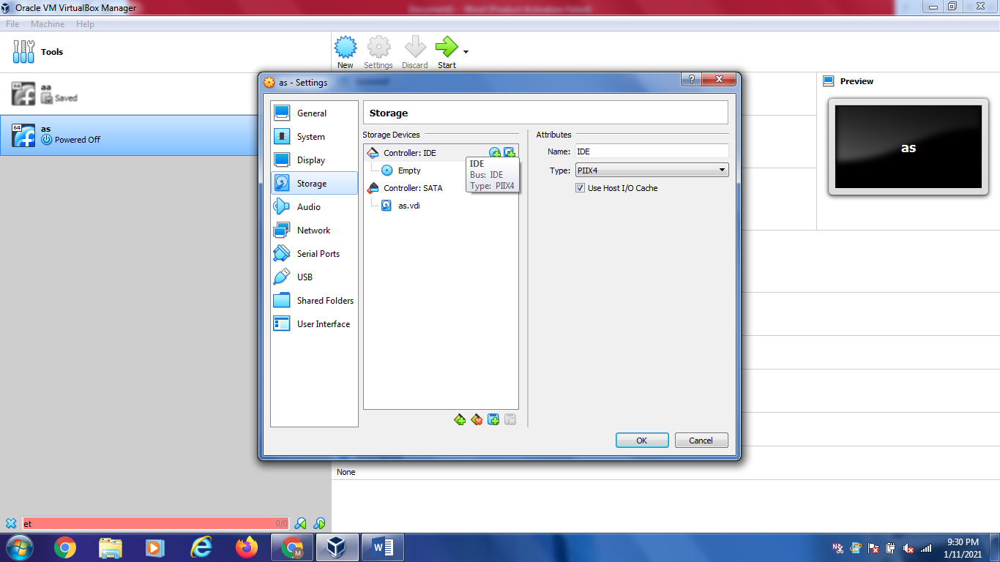 Oracle VM VirtualBox Manager
Document1 - Word (Product Activation Failed)
File Machine Help
Tools
New Settings Discard Start
64
aa
Saved
64
as
Powered Off
as - Settings
General
System
Display
Storage
Audio
Network
Serial Ports
USB
Shared Folders
User Interface
Storage
Storage Devices
Controller: IDE
Empty
Controller: SATA
as.vdi
IDE
Bus: IDE
Type: PIIX4
Attributes
Name: IDE
Type: PIIX4
Use Host I/O Cache
OK Cancel
General
Preview
as
None
et 0/0
M
W
9:30 PM
1/11/2021